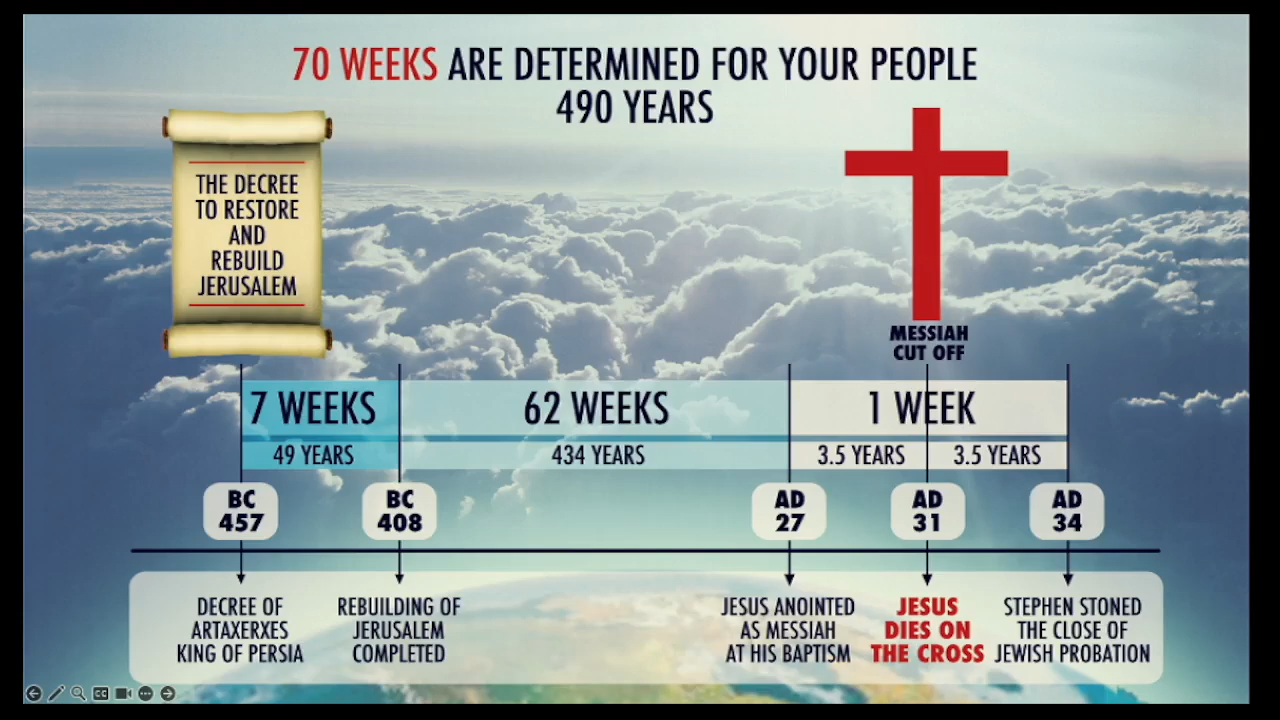 70 WEEKS ARE DETERMINED FOR YOUR PEOPLE
490 YEARS
THE DECREE
TO RESTORE
AND
REBUILD
JERUSALEM
MESSIAH
CUT OFF
7 WEEKS
62 WEEKS
1 WEEK
49 YEARS
434 YEARS
3.5 YEARS
3.5 YEARS
BC
457
BC
408
AD
27
AD
31
AD
34
DECREE OF
ARTAXERXES
KING OF PERSIA
REBUILDING OF
JERUSALEM
COMPLETED
JESUS ANOINTED
AS MESSIAH
AT HIS BAPTISM
JESUS
DIES ON
THE CROSS
STEPHEN STONED
THE CLOSE OF
JEWISH PROBATION
CC